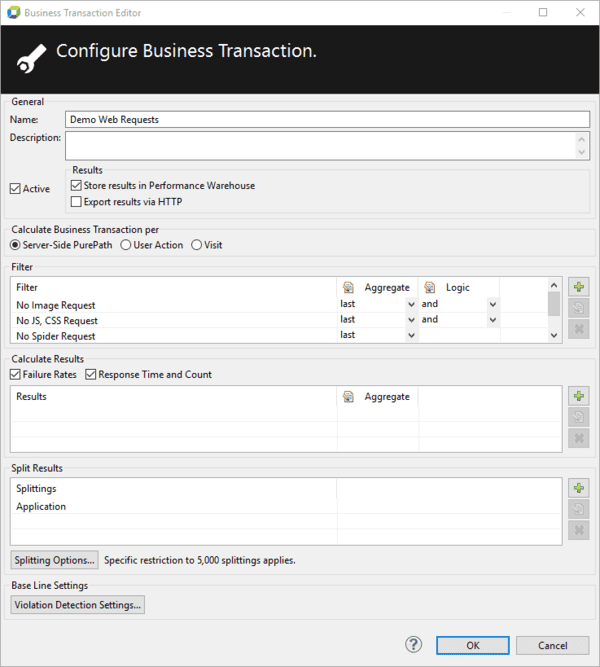 Business Transaction Editor
Configure Business Transaction.
General
Name: Demo Web Requests
Description:
Results
Active
Store results in Performance Warehouse
Export results via HTTP
Calculate Business Transaction per
Server-Side PurePath User Action Visit
Filter
Filter Aggregate Logic
No Image Request last and
No JS, CSS Request last and
No Spider Request last
Calculate Results
Failure Rates Response Time and Count
Results Aggregate
Split Results
Splittings
Application
Splitting Options... Specific restriction to 5,000 splittings applies.
Base Line Settings
Violation Detection Settings...
? OK Cancel